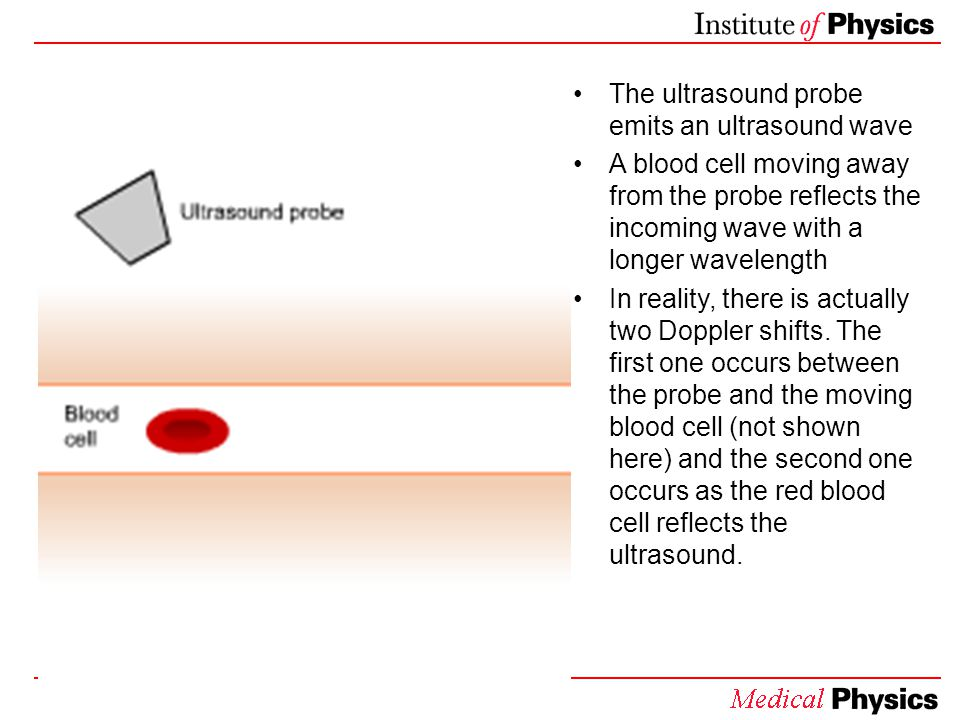 Institute of Physics
• The ultrasound probe
emits an ultrasound wave
• A blood cell moving away
from the probe reflects the
incoming wave with a
longer wavelength
• In reality, there is actually
two Doppler shifts. The
first one occurs between
the probe and the moving
blood cell (not shown
here) and the second one
occurs as the red blood
cell reflects the
ultrasound.
Ultrasound probe
Blood
cell
Medical Physics